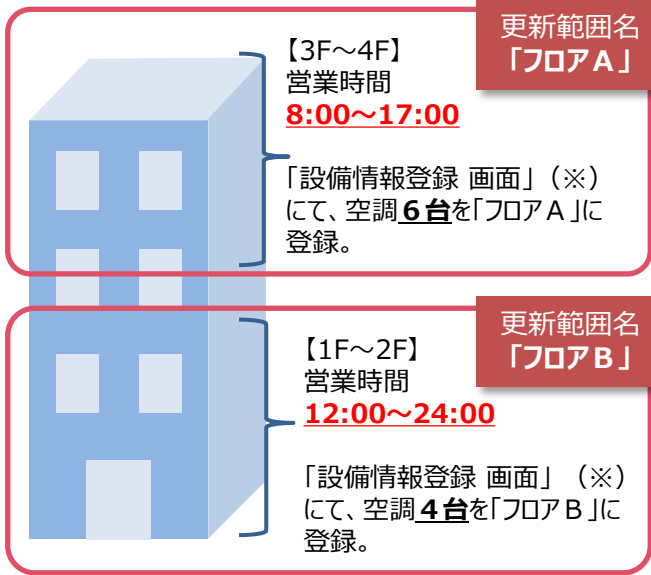 更新範囲名
「フロアA」
【3F～4F】
営業時間
8:00～17:00
「設備情報登録 画面」（※）
にて、空調６台を「フロアA」に
登録。
更新範囲名
「フロアB」
【1F～2F】
営業時間
12:00～24:00
「設備情報登録 画面」（※）
にて、空調４台を「フロアB」に
登録。